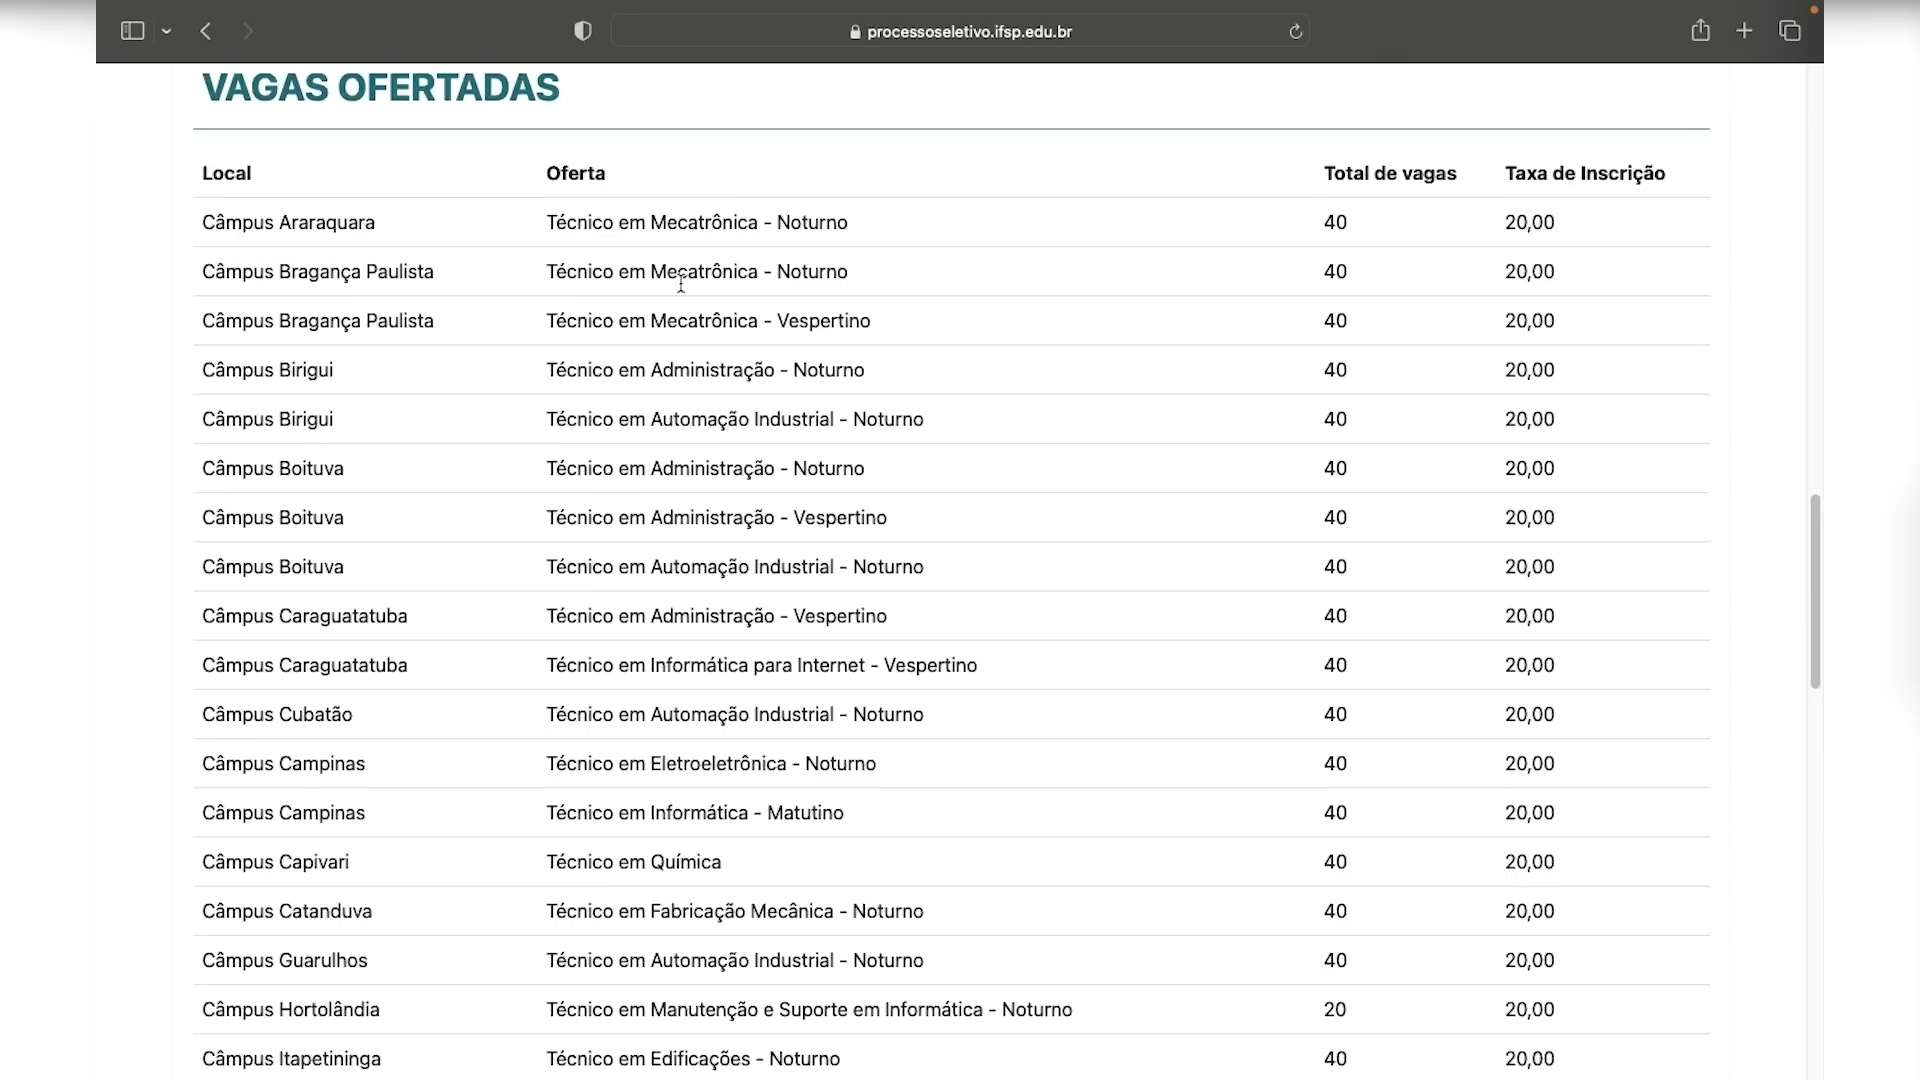 processoseletivo.ifsp.edu.br
VAGAS OFERTADAS
Local Oferta Total de vagas Taxa de Inscrição
Câmpus Araraquara Técnico em Mecatrônica - Noturno 40 20,00
Câmpus Bragança Paulista Técnico em Mecatrônica - Noturno 40 20,00
Câmpus Bragança Paulista Técnico em Mecatrônica - Vespertino 40 20,00
Câmpus Birigui Técnico em Administração - Noturno 40 20,00
Câmpus Birigui Técnico em Automação Industrial - Noturno 40 20,00
Câmpus Boituva Técnico em Administração - Noturno 40 20,00
Câmpus Boituva Técnico em Administração - Vespertino 40 20,00
Câmpus Boituva Técnico em Automação Industrial - Noturno 40 20,00
Câmpus Caraguatatuba Técnico em Administração - Vespertino 40 20,00
Câmpus Caraguatatuba Técnico em Informática para Internet - Vespertino 40 20,00
Câmpus Cubatão Técnico em Automação Industrial - Noturno 40 20,00
Câmpus Campinas Técnico em Eletroeletrônica - Noturno 40 20,00
Câmpus Campinas Técnico em Informática - Matutino 40 20,00
Câmpus Capivari Técnico em Química 40 20,00
Câmpus Catanduva Técnico em Fabricação Mecânica - Noturno 40 20,00
Câmpus Guarulhos Técnico em Automação Industrial - Noturno 40 20,00
Câmpus Hortolândia Técnico em Manutenção e Suporte em Informática - Noturno 20 20,00
Câmpus Itapetininga Técnico em Edificações - Noturno 40 20,00